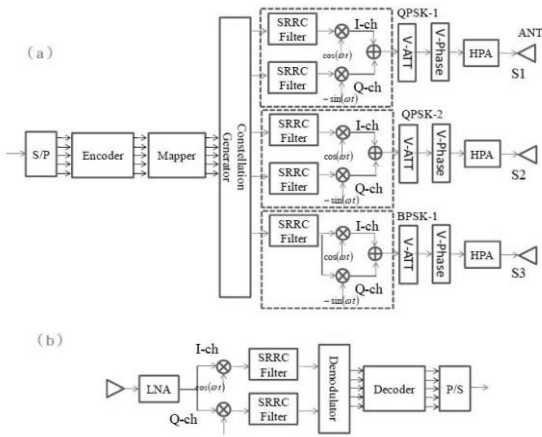 (a)
S/P
Encoder
Mapper
Constellation
Generator
SRRC
Filter
I-ch
cos(ωt)
SRRC
Filter
Q-ch
−sin(ωt)
QPSK-1
V-ATT
V-Phase
HPA
ANT
S1
SRRC
Filter
I-ch
cos(ωt)
SRRC
Filter
Q-ch
−sin(ωt)
QPSK-2
V-ATT
V-Phase
HPA
S2
SRRC
Filter
I-ch
cos(ωt)
Q-ch
−sin(ωt)
BPSK-1
V-ATT
V-Phase
HPA
S3
(b)
LNA
I-ch
cos(ωt)
Q-ch
SRRC
Filter
SRRC
Filter
Demodulator
Decoder
P/S